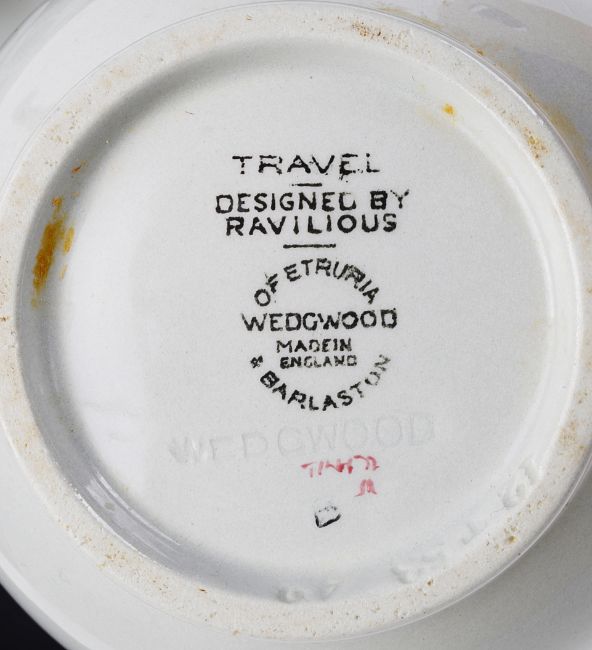 TRAVEL
DESIGNED BY
RAVILIOUS
OF ETRURIA
WEDGWOOD
MADE IN
ENGLAND
& BARLASTON
WEDGWOOD